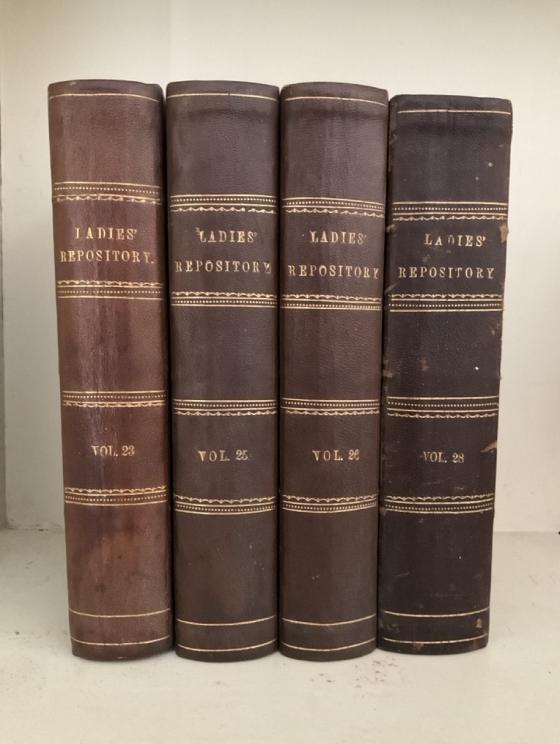 LADIES'
REPOSITORY.
VOL. 23
LADIES'
REPOSITORY.
VOL. 25
LADIES'
REPOSITORY
VOL. 26
LADIES'
REPOSITORY
VOL. 28